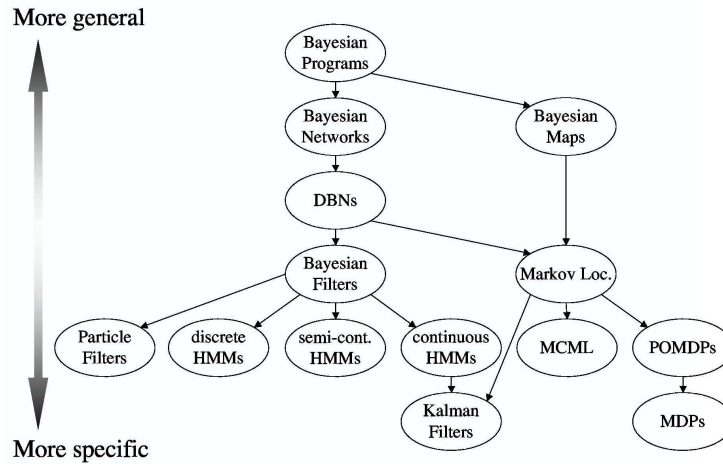 More general
Bayesian
Programs
Bayesian
Networks
Bayesian
Maps
DBNs
Bayesian
Filters
Markov Loc.
Particle
Filters
discrete
HMMs
semi-cont.
HMMs
continuous
HMMs
MCML
POMDPs
Kalman
Filters
MDPs
More specific